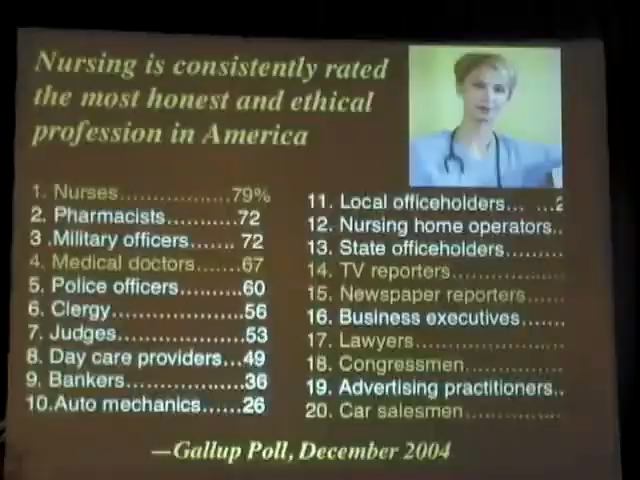 Nursing is consistently rated
the most honest and ethical
profession in America
1. Nurses....................79%
2. Pharmacists..........72
3 .Military officers....... 72
4. Medical doctors.......67
5. Police officers..........60
6. Clergy......................56
7. Judges....................53
8. Day care providers...49
9. Bankers..................36
10.Auto mechanics......26
11. Local officeholders... ...2
12. Nursing home operators..
13. State officeholders.........
14. TV reporters..................
15. Newspaper reporters......
16. Business executives.......
17. Lawyers........................
18. Congressmen................
19. Advertising practitioners..
20. Car salesmen................
—Gallup Poll, December 2004